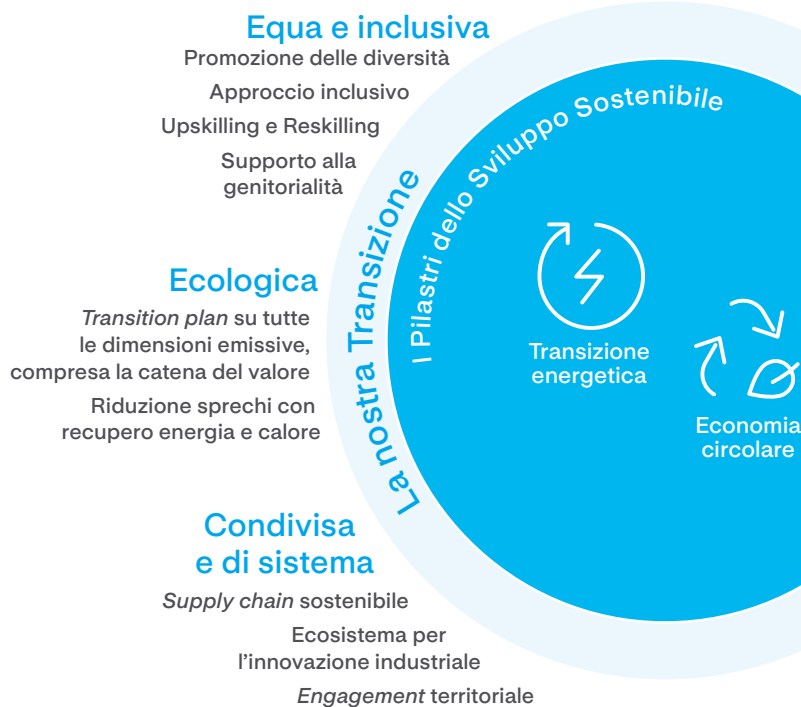 Equa e inclusiva
Promozione delle diversità
Approccio inclusivo
Upskilling e Reskilling
Supporto alla
genitorialità
Ecologica
Transition plan su tutte
le dimensioni emissive,
compresa la catena del valore
Riduzione sprechi con
recupero energia e calore
Condivisa
e di sistema
Supply chain sostenibile
Ecosistema per
l'innovazione industriale
Engagement territoriale
La nostra Transizione
I Pilastri dello Sviluppo Sostenibile
Transizione
energetica
Economia
circolare